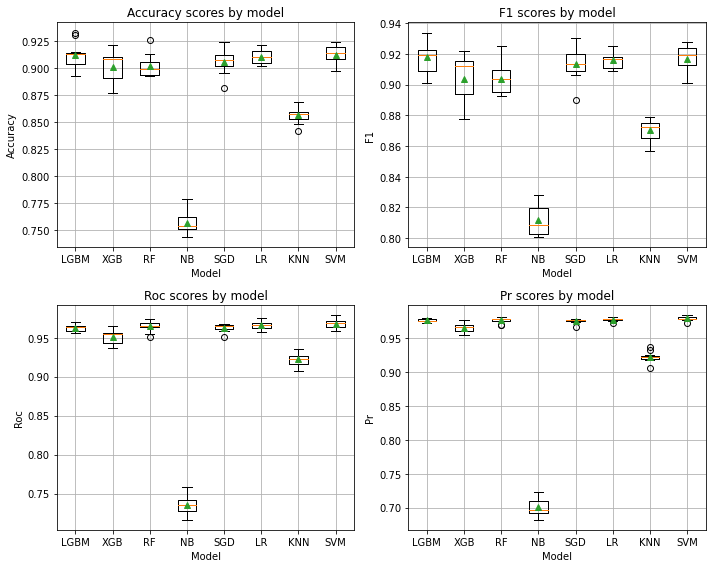 Accuracy scores by model
0.925
0.900
0.875
0.850
0.825
0.800
0.775
0.750
Accuracy
LGBM XGB RF NB SGD LR KNN SVM
Model
F1 scores by model
0.94
0.92
0.90
0.88
0.86
0.84
0.82
0.80
F1
LGBM XGB RF NB SGD LR KNN SVM
Model
Roc scores by model
0.95
0.90
0.85
0.80
0.75
Roc
LGBM XGB RF NB SGD LR KNN SVM
Model
Pr scores by model
0.95
0.90
0.85
0.80
0.75
0.70
Pr
LGBM XGB RF NB SGD LR KNN SVM
Model